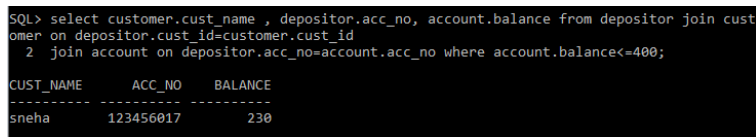 SQL> select customer.cust_name , depositor.acc_no, account.balance from depositor join cust
omer on depositor.cust_id=customer.cust_id
  2  join account on depositor.acc_no=account.acc_no where account.balance<=400;

CUST_NAME      ACC_NO    BALANCE
---------- ---------- ----------
sneha       123456017        230